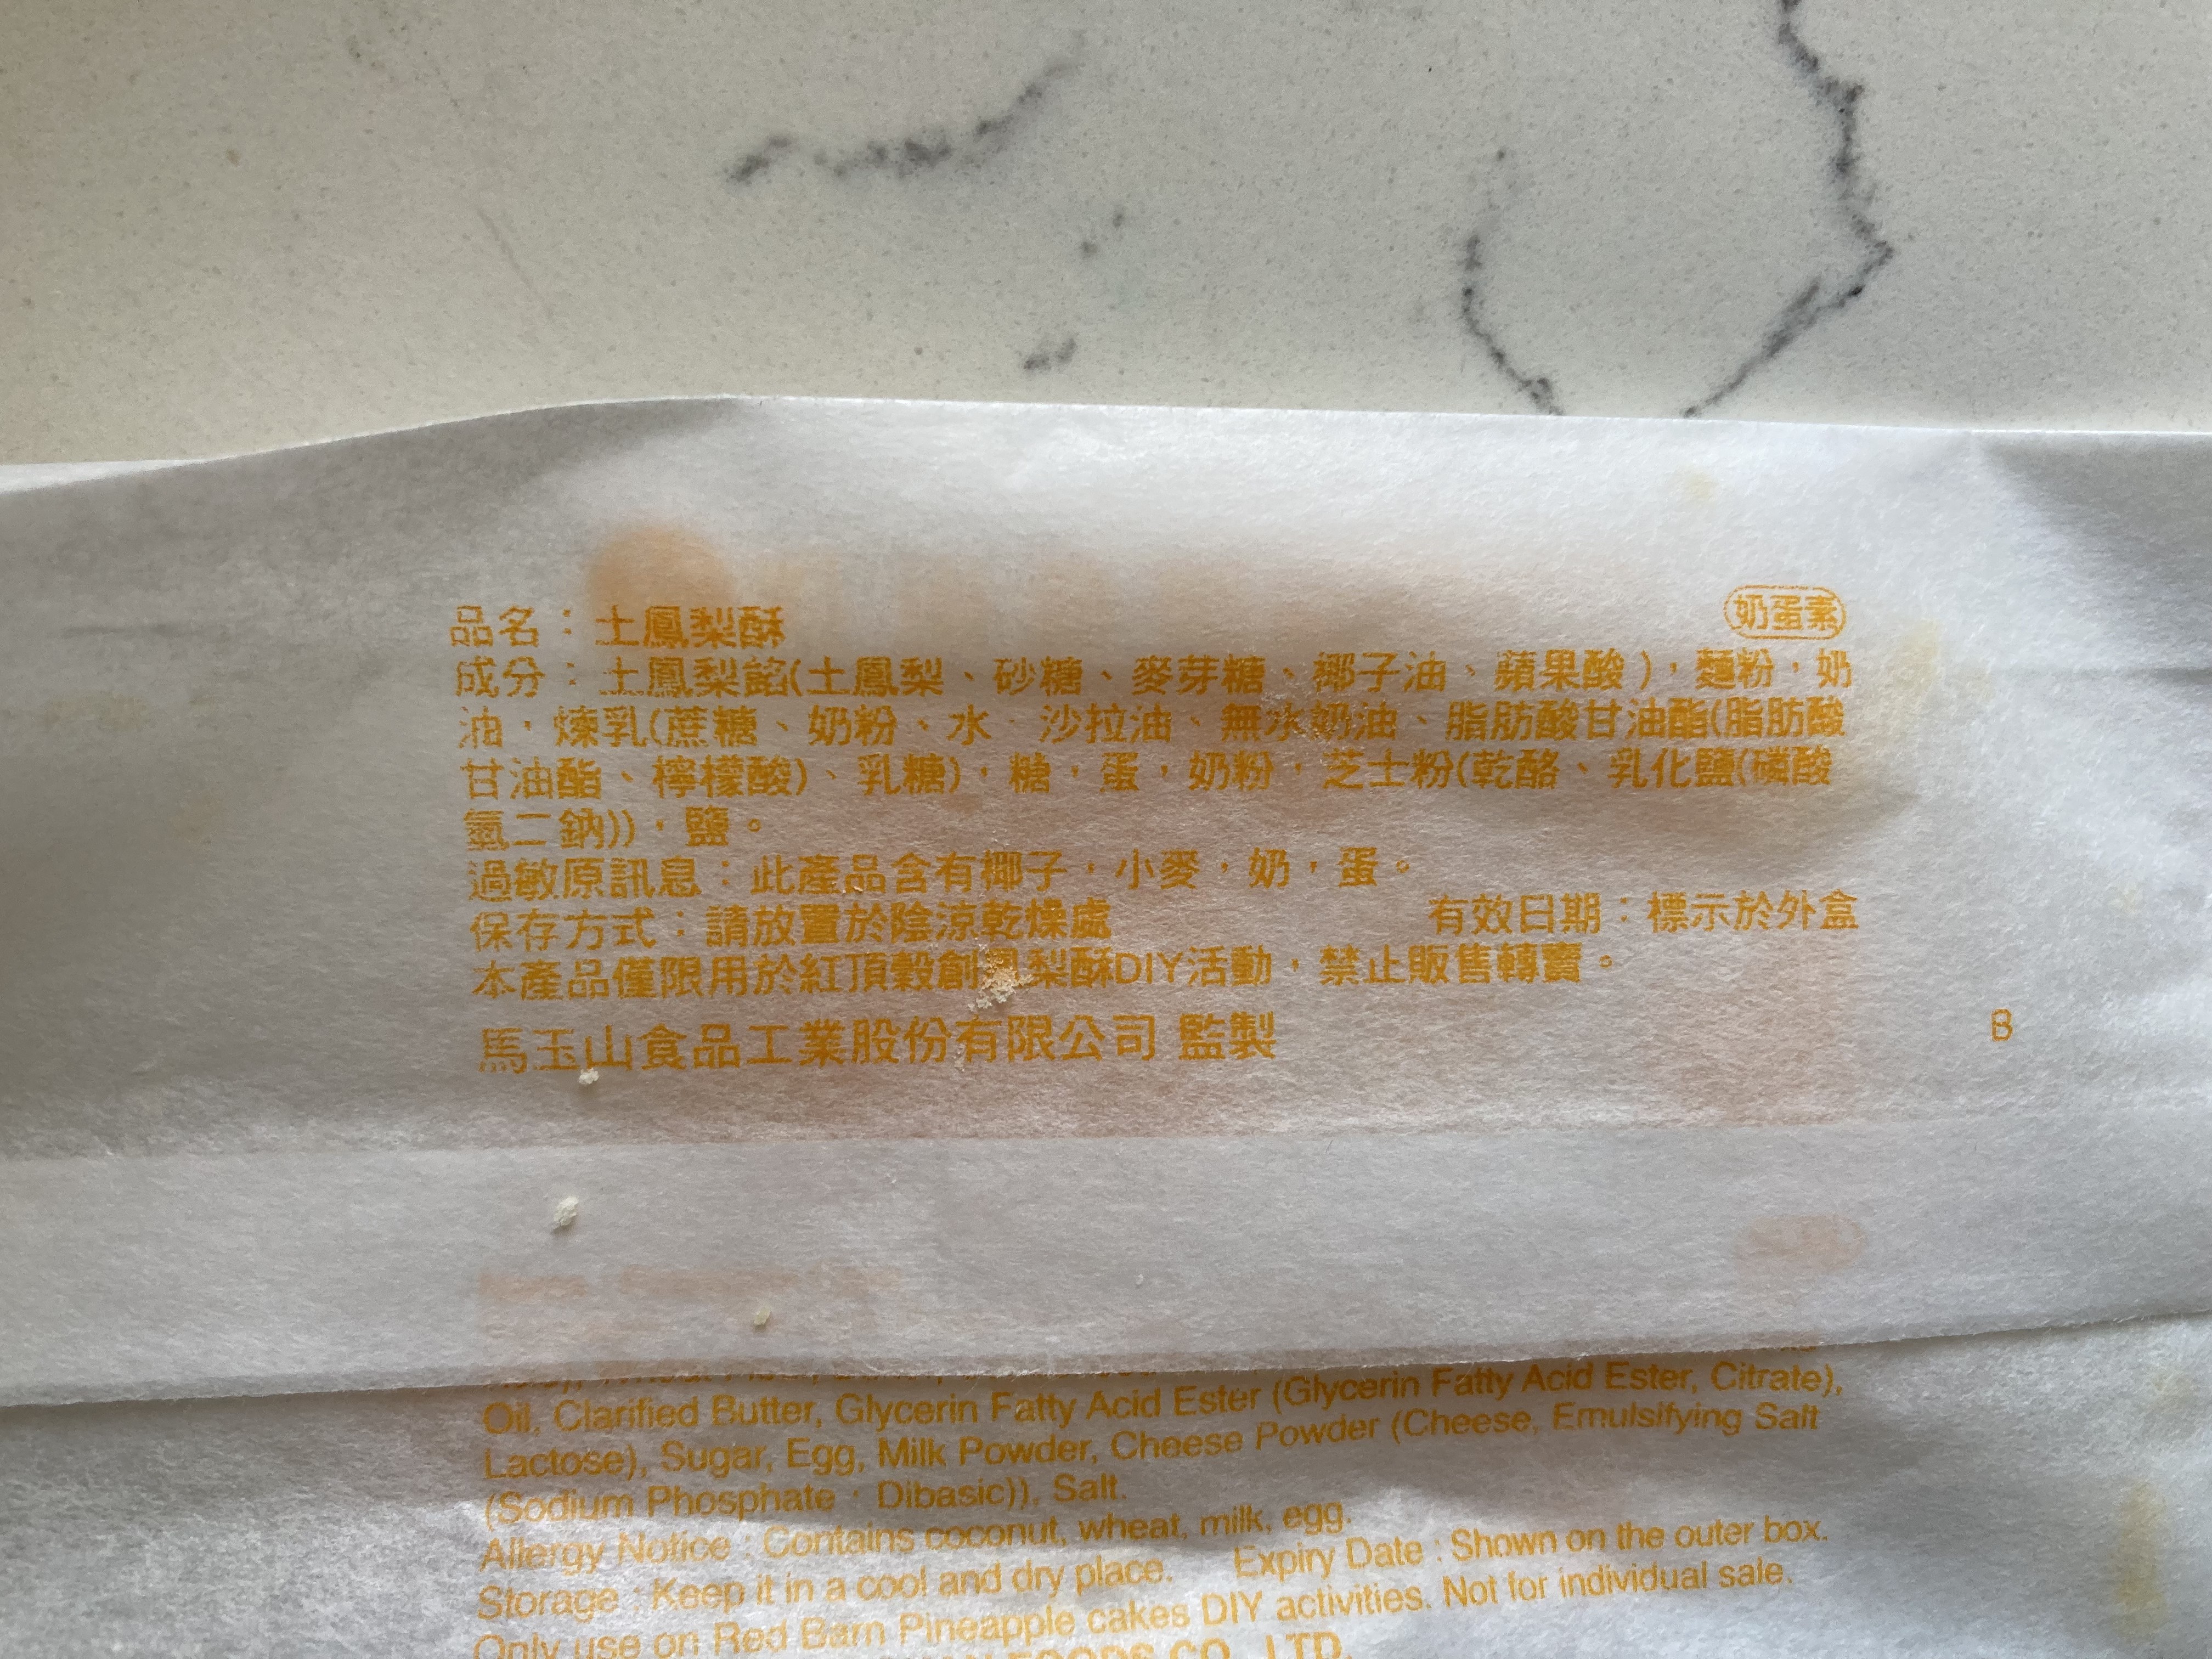 品名：土鳳梨酥
奶蛋素
成分：土鳳梨餡(土鳳梨、砂糖、麥芽糖、椰子油、蘋果酸)，麵粉，奶
油，煉乳(蔗糖、奶粉、水、沙拉油、無水奶油、脂肪酸甘油酯(脂肪酸
甘油酯、檸檬酸)、乳糖)，糖，蛋，奶粉，芝士粉(乾酪、乳化鹽(磷酸
氫二鈉))，鹽。
過敏原訊息：此產品含有椰子，小麥，奶，蛋。
保存方式：請放置於陰涼乾燥處
有效日期：標示於外盒
本產品僅限用於紅頂穀創鳳梨酥DIY活動，禁止販售轉賣。
馬玉山食品工業股份有限公司 監製
B
Oil, Clarified Butter, Glycerin Fatty Acid Ester (Glycerin Fatty Acid Ester, Citrate),
Lactose), Sugar, Egg, Milk Powder, Cheese Powder (Cheese, Emulsifying Salt
(Sodium Phosphate，Dibasic)), Salt.
Allergy Notice : Contains coconut, wheat, milk, egg.
Storage : Keep it in a cool and dry place.
Expiry Date : Shown on the outer box.
Only use on Red Barn Pineapple cakes DIY activities. Not for individual sale.
FOODS CO., LTD.